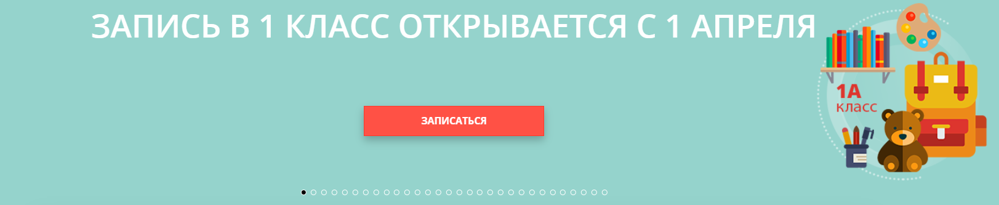 ЗАПИСЬ В 1 КЛАСС ОТКРЫВАЕТСЯ С 1 АПРЕЛЯ
1А
класс
ЗАПИСАТЬСЯ